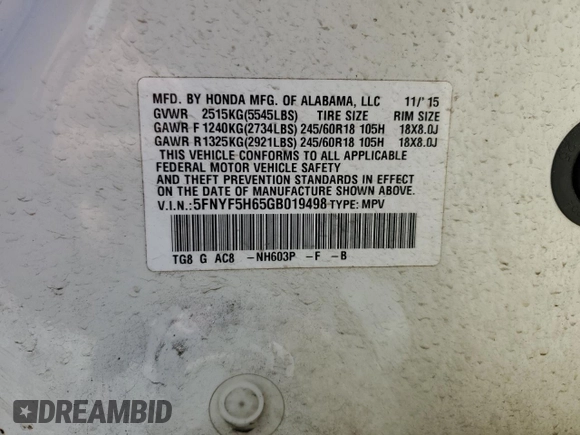 MFD. BY HONDA MFG. OF ALABAMA, LLC 11/'15
GVWR 2515KG(5545LBS) TIRE SIZE RIM SIZE
GAWR F 1240KG(2734LBS) 245/60R18 105H 18X8.0J
GAWR R1325KG(2921LBS) 245/60R18 105H 18X8.0J
THIS VEHICLE CONFORMS TO ALL APPLICABLE
FEDERAL MOTOR VEHICLE SAFETY
AND THEFT PREVENTION STANDARDS IN EFFECT
ON THE DATE OF MANUFACTURE SHOWN ABOVE.
V.I.N.:5FNYF5H65GB019498 TYPE: MPV
TG8 G AC8 -NH603P -F -B
DREAMBID